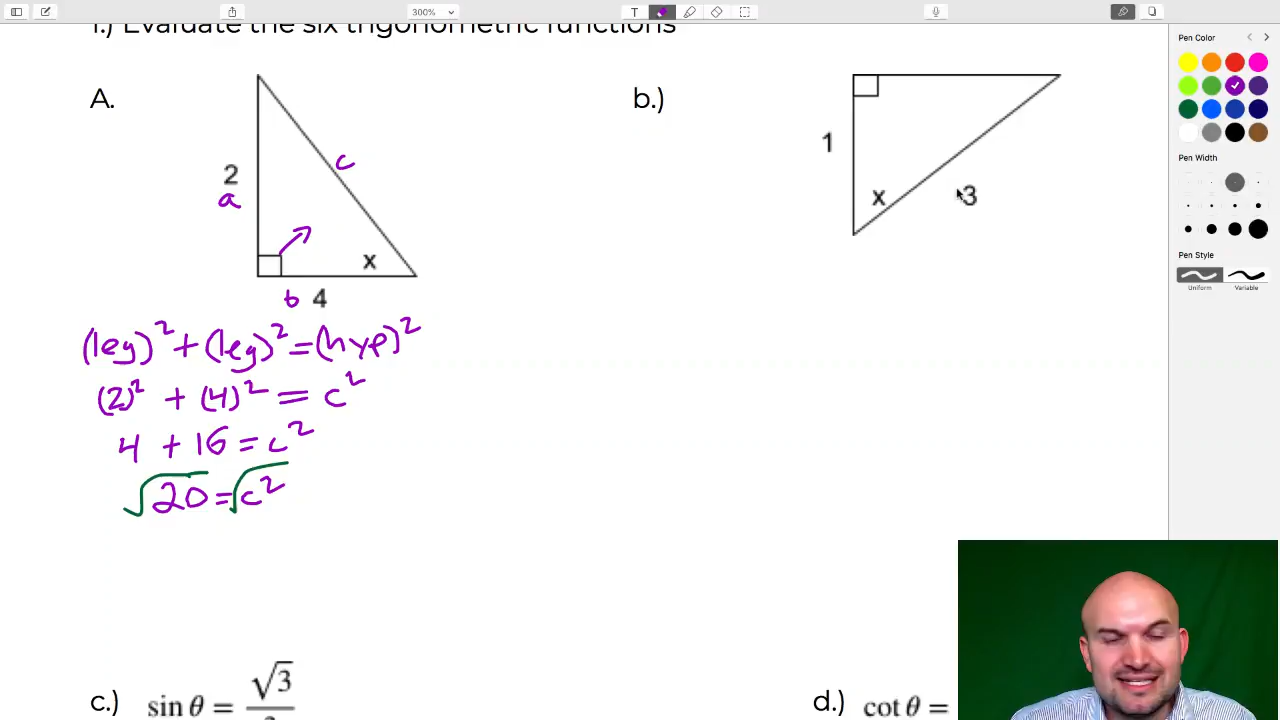 300%
T
1.) Evaluate the six trigonometric functions
Pen Color
Pen Width
Pen Style
Uniform
Variable
A.
2
a
c
x
b 4
(leg)² + (leg)² = (hyp)²
(2)² + (4)² = c²
4 + 16 = c²
√20 = √c²
b.)
1
x
3
c.) sin θ = √3
d.) cot θ =